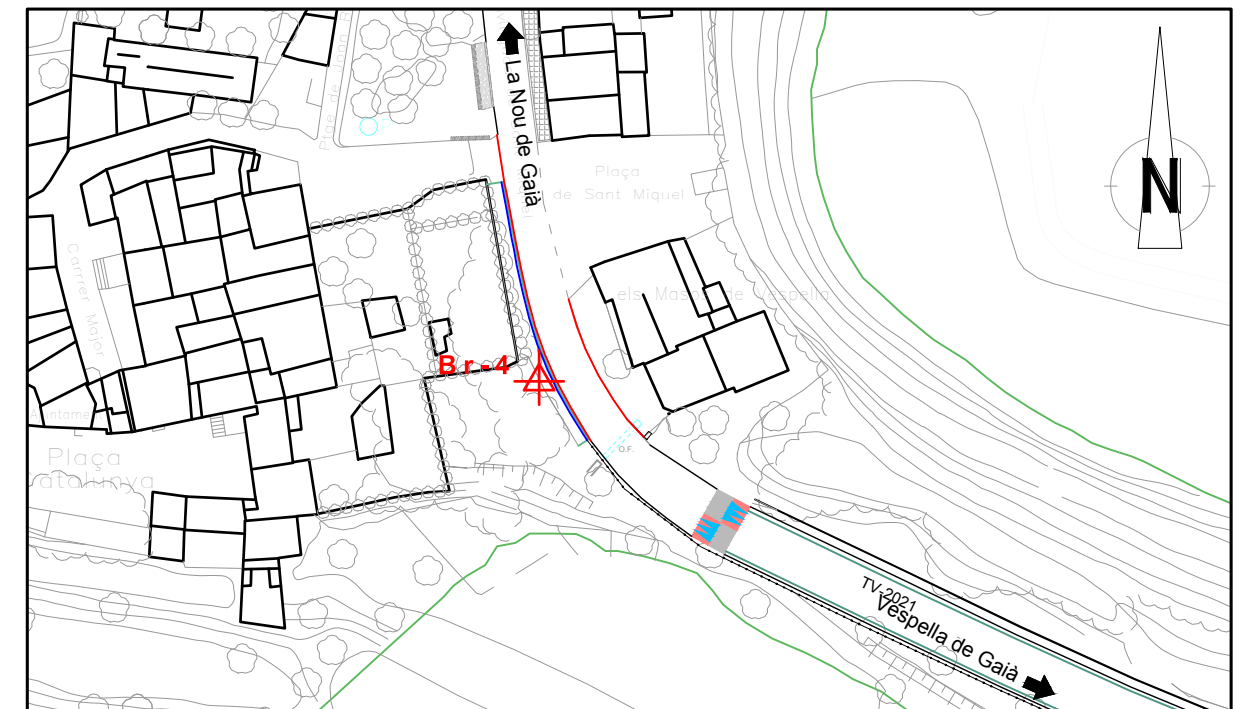 La Nou de Gaià
N
Plaça
de Sant Miquel
els Masos de Vespella
Carrer Major
Br-4
Plaça
O.F.
TV-2021
Vespella de Gaià